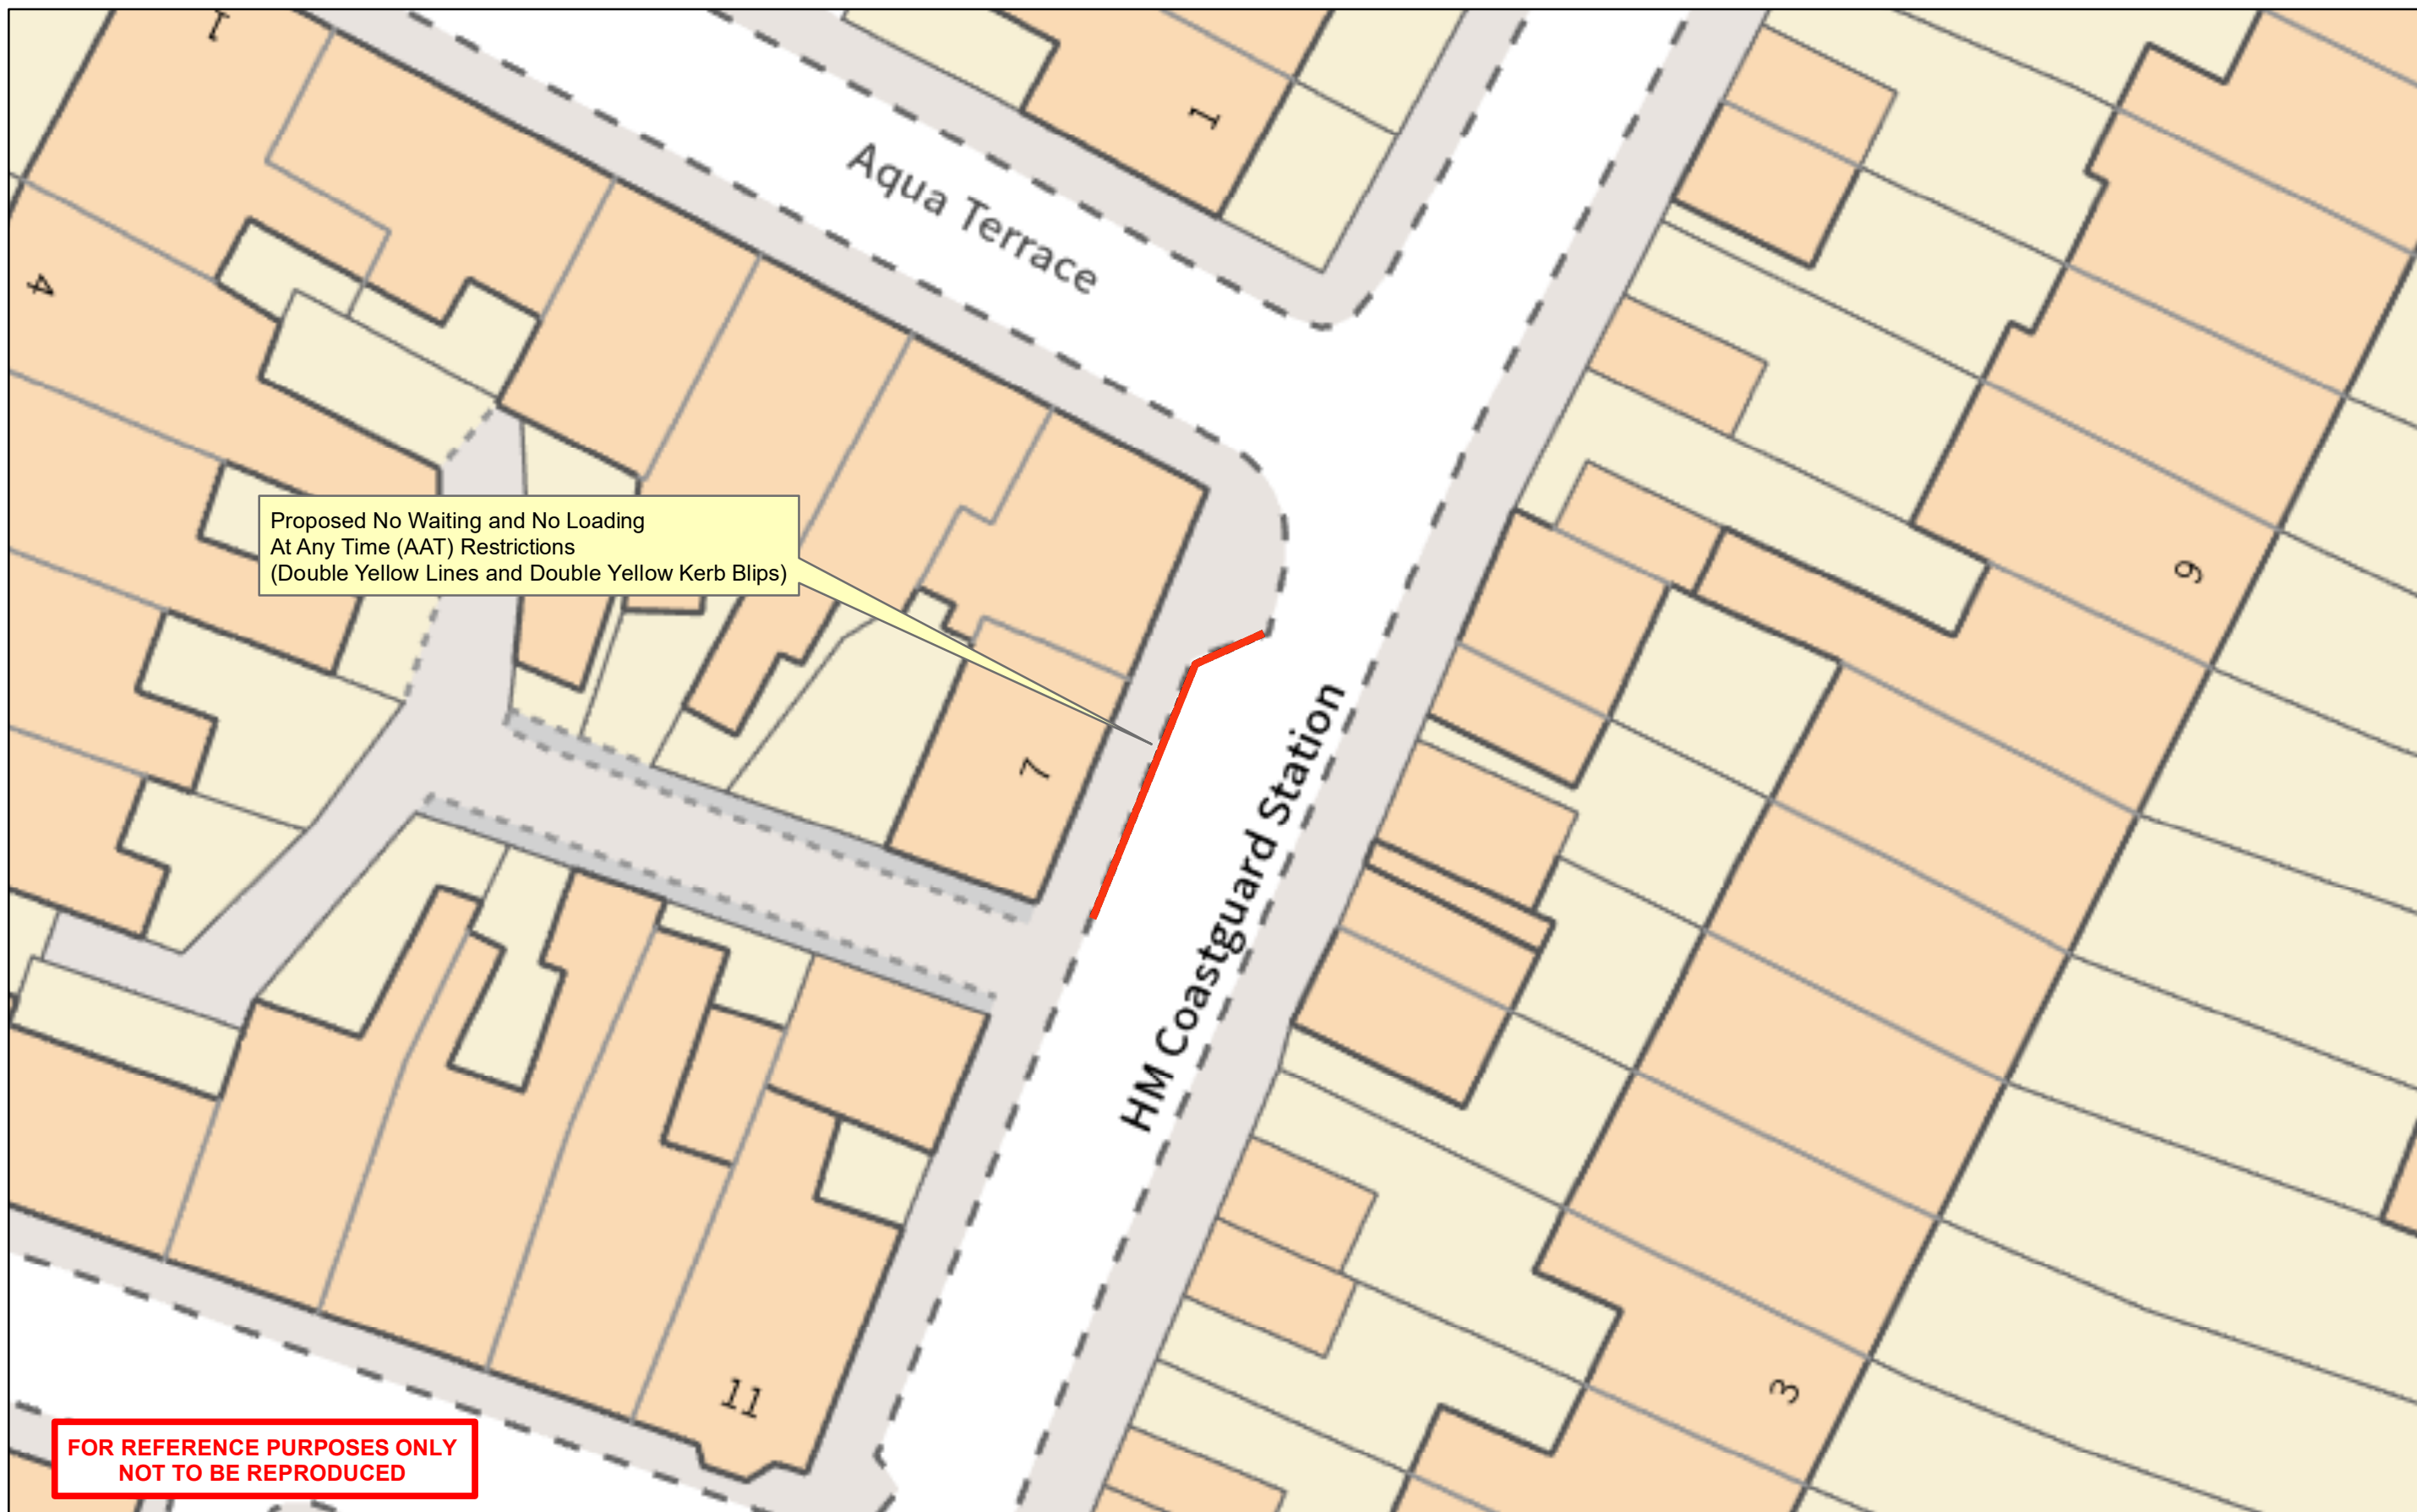 1
1
Aqua Terrace
4
Proposed No Waiting and No Loading
At Any Time (AAT) Restrictions
(Double Yellow Lines and Double Yellow Kerb Blips)
9
7
HM Coastguard Station
3
11
FOR REFERENCE PURPOSES ONLY
NOT TO BE REPRODUCED